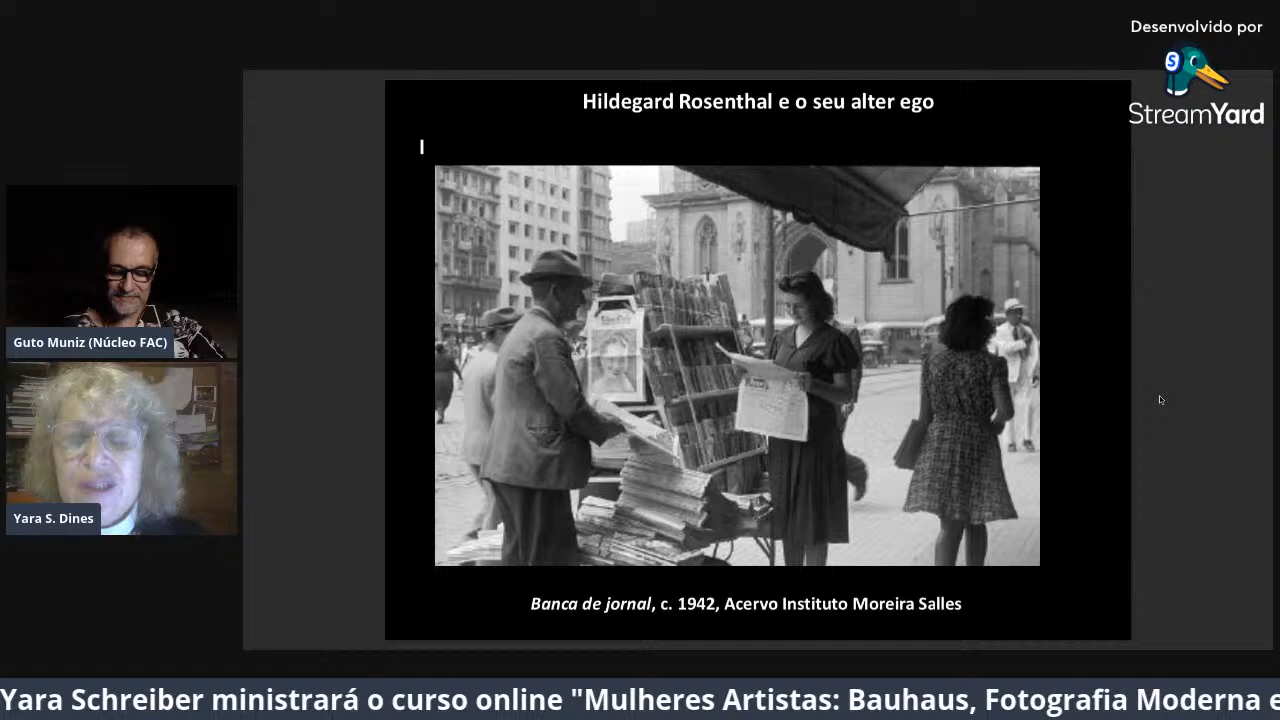 Desenvolvido por
StreamYard
Hildegard Rosenthal e o seu alter ego
Guto Muniz (Núcleo FAC)
Yara S. Dines
Banca de jornal, c. 1942, Acervo Instituto Moreira Salles
Yara Schreiber ministrará o curso online "Mulheres Artistas: Bauhaus, Fotografia Moderna e